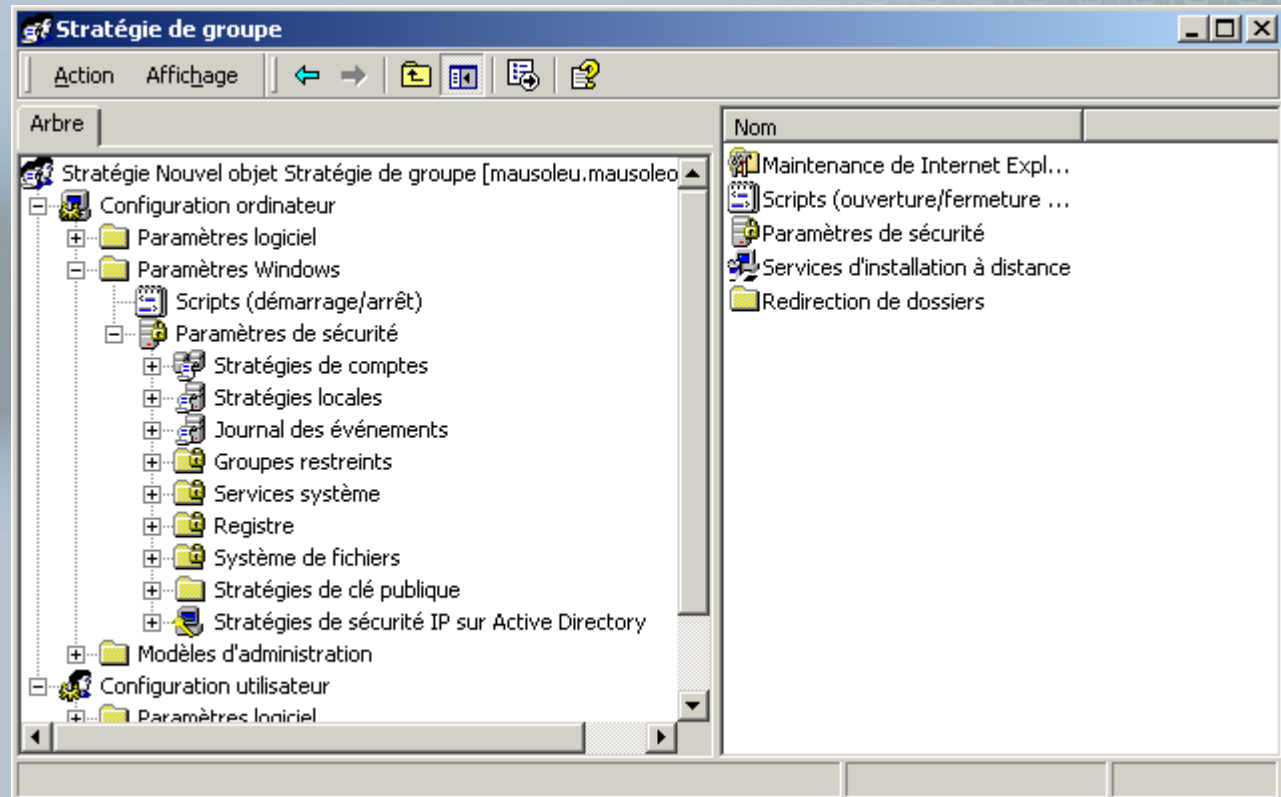 Stratégie de groupe
Action Affichage
Arbre
Stratégie Nouvel objet Stratégie de groupe [mausoleu.mausoleo
Configuration ordinateur
Paramètres logiciel
Paramètres Windows
Scripts (démarrage/arrêt)
Paramètres de sécurité
Stratégies de comptes
Stratégies locales
Journal des événements
Groupes restreints
Services système
Registre
Système de fichiers
Stratégies de clé publique
Stratégies de sécurité IP sur Active Directory
Modèles d'administration
Configuration utilisateur
Paramètres logiciel
Nom
Maintenance de Internet Expl...
Scripts (ouverture/fermeture ...
Paramètres de sécurité
Services d'installation à distance
Redirection de dossiers